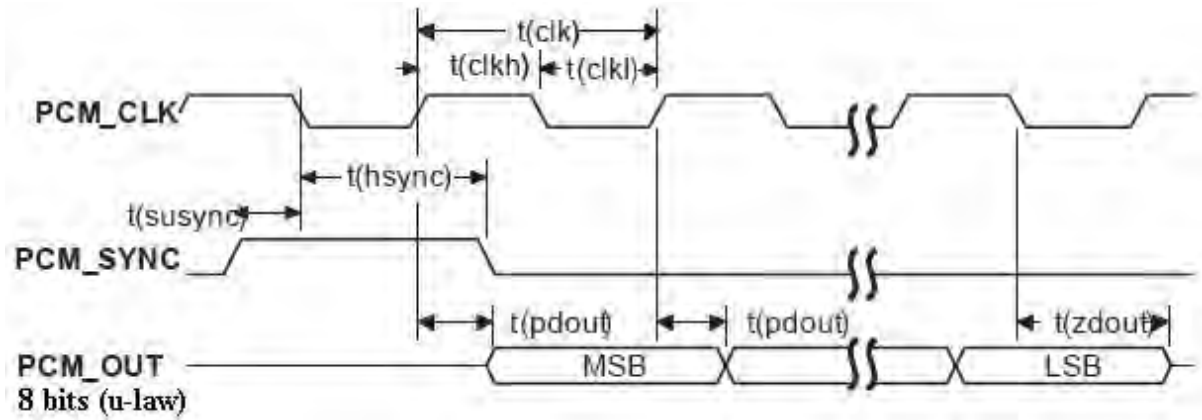 t(clk)
t(clkh) t(clkl)
PCM_CLK
t(hsync)
t(susync)
PCM_SYNC
t(pdout) t(pdout) t(zdout)
PCM_OUT MSB LSB
8 bits (u-law)